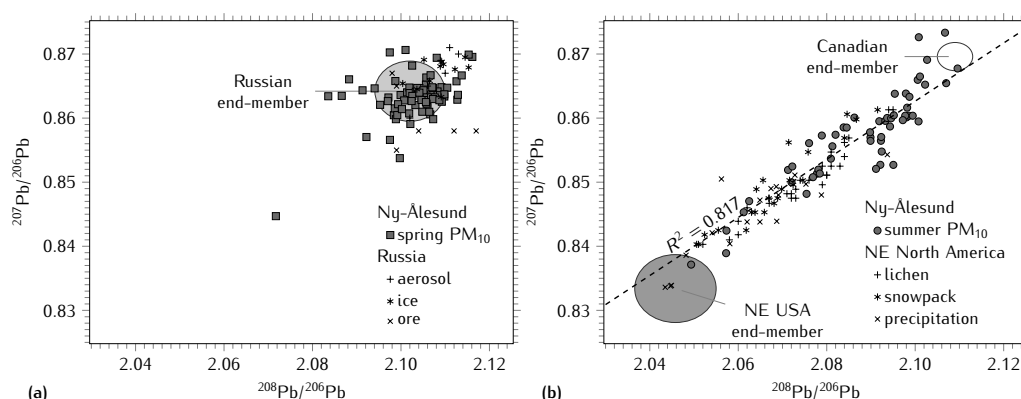 0.87
0.86
0.85
0.84
0.83
²⁰⁷Pb/²⁰⁶Pb
Russian
end-member
Ny-Ålesund
spring PM₁₀
Russia
aerosol
ice
ore
2.04 2.06 2.08 2.10 2.12
²⁰⁸Pb/²⁰⁶Pb
(a)
0.87
0.86
0.85
0.84
0.83
²⁰⁷Pb/²⁰⁶Pb
Canadian
end-member
R² = 0.817
Ny-Ålesund
summer PM₁₀
NE North America
lichen
snowpack
precipitation
NE USA
end-member
2.04 2.06 2.08 2.10 2.12
²⁰⁸Pb/²⁰⁶Pb
(b)